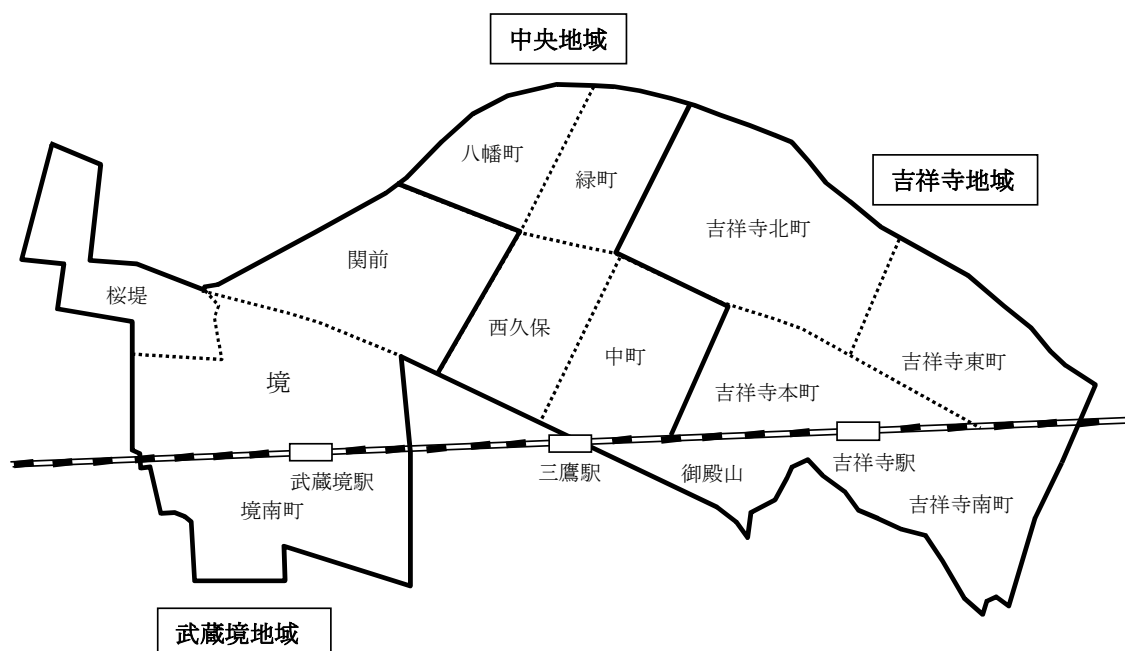 中央地域
八幡町
緑町
吉祥寺地域
吉祥寺北町
関前
桜堤
西久保
中町
吉祥寺東町
境
吉祥寺本町
武蔵境駅
三鷹駅
御殿山
吉祥寺駅
境南町
吉祥寺南町
武蔵境地域